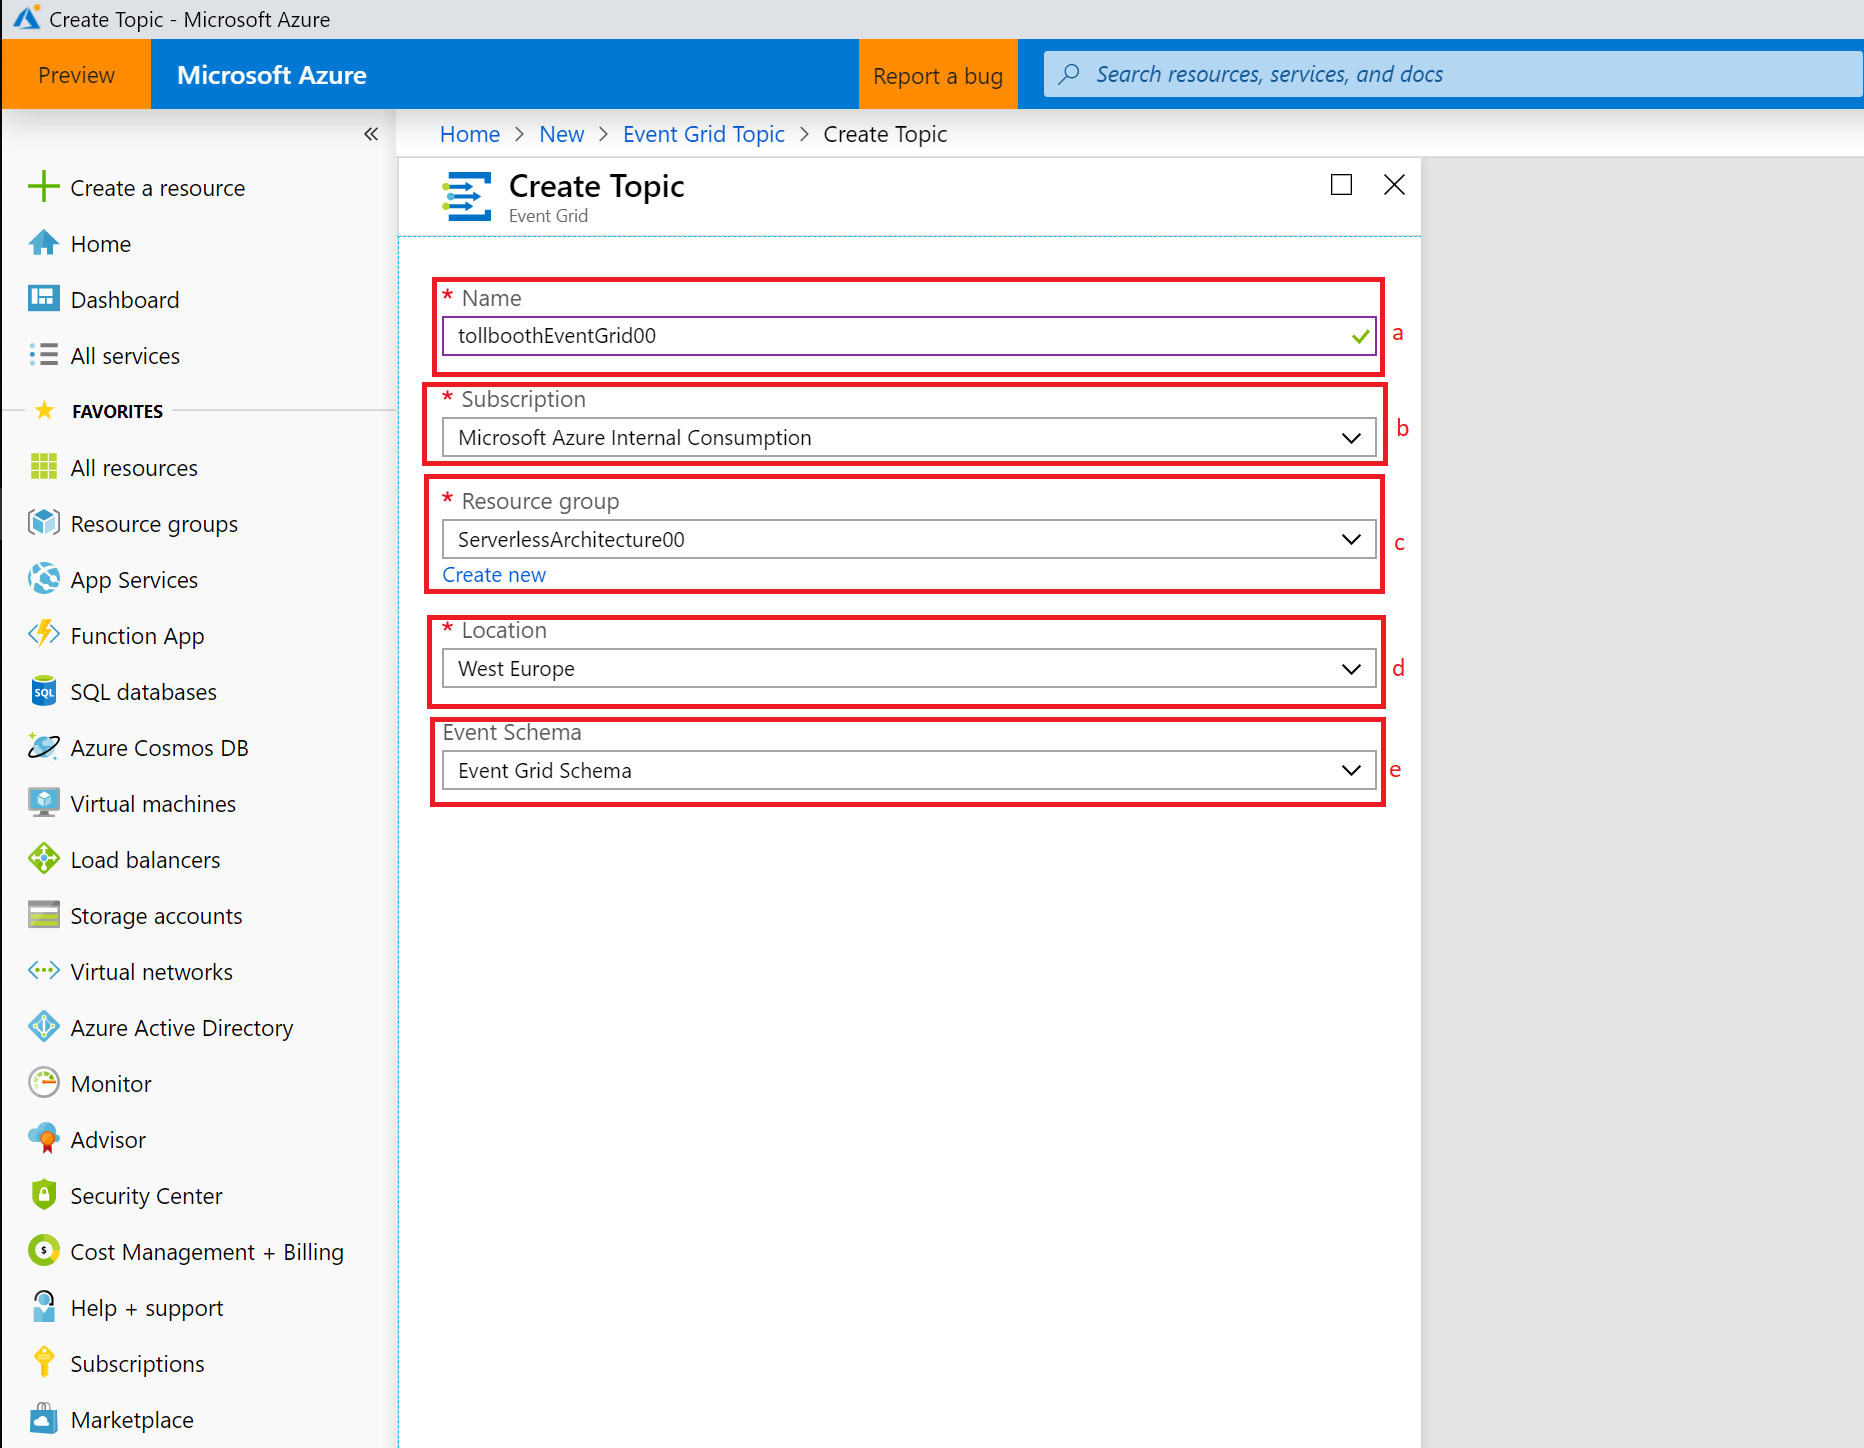 Create Topic - Microsoft Azure
Preview
Microsoft Azure
Report a bug
Search resources, services, and docs
«
Home > New > Event Grid Topic > Create Topic
Create a resource
Home
Dashboard
All services
FAVORITES
All resources
Resource groups
App Services
Function App
SQL
SQL databases
Azure Cosmos DB
Virtual machines
Load balancers
Storage accounts
Virtual networks
Azure Active Directory
Monitor
Advisor
Security Center
$
Cost Management + Billing
Help + support
Subscriptions
Marketplace
Create Topic
Event Grid
* Name
tollboothEventGrid00
a
* Subscription
Microsoft Azure Internal Consumption
b
* Resource group
ServerlessArchitecture00
c
Create new
* Location
West Europe
d
Event Schema
Event Grid Schema
e